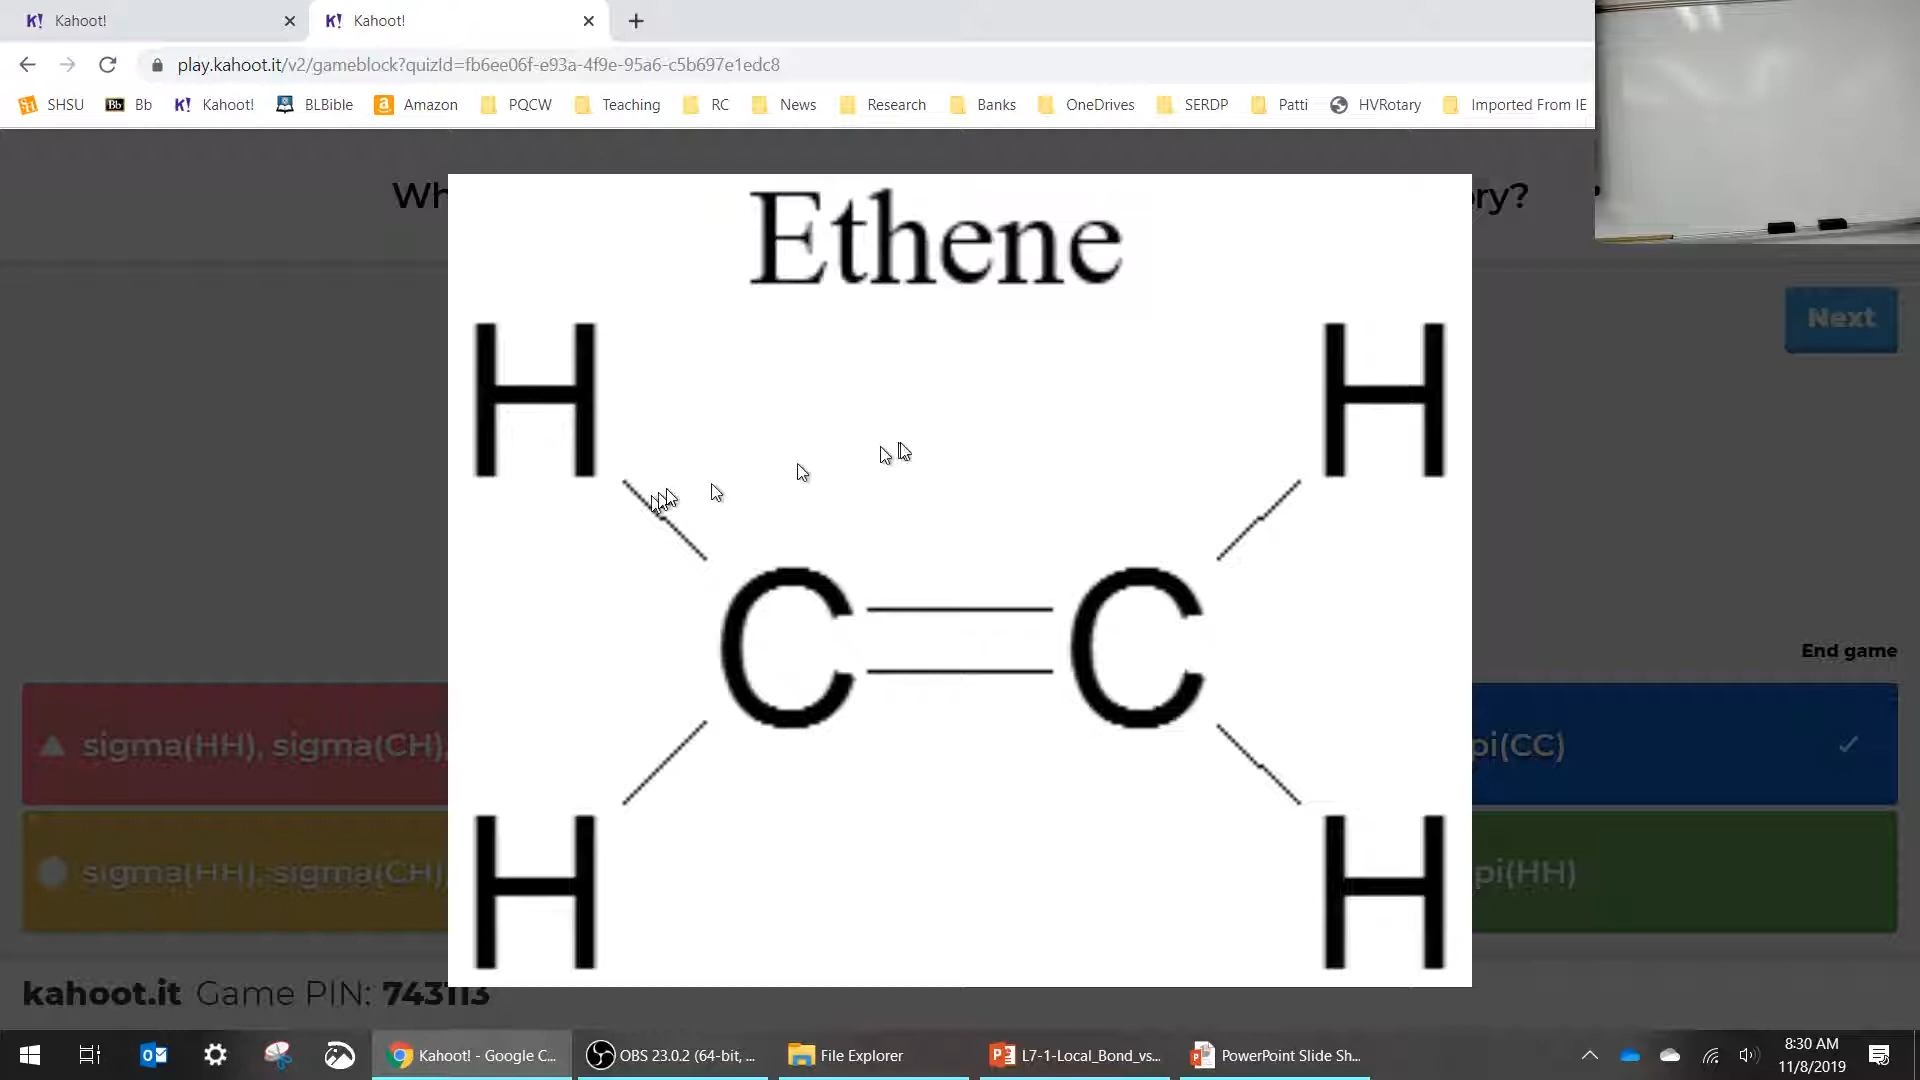 Kahoot!
Kahoot!
play.kahoot.it/v2/gameblock?quizId=fb6ee06f-e93a-4f9e-95a6-c5b697e1edc8
SHSU Bb Kahoot! BLBible Amazon PQCW Teaching RC News Research Banks OneDrives SERDP Patti HVRotary Imported From IE
Ethene
Next
H H
C C
H H
End game
sigma(HH), sigma(CH), pi(CC)
sigma(HH), sigma(CH) pi(HH)
kahoot.it Game PIN: 743113
Kahoot! - Google C... OBS 23.0.2 (64-bit, ... File Explorer L7-1-Local_Bond_vs... PowerPoint Slide Sh...
8:30 AM
11/8/2019